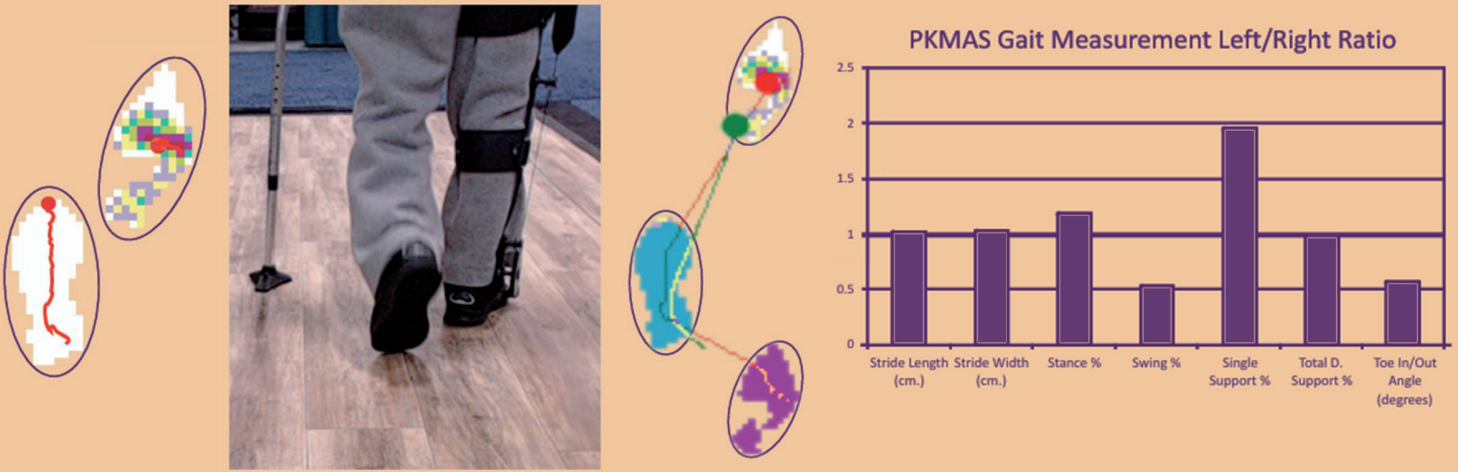 PKMAS Gait Measurement Left/Right Ratio
2.5
2
1.5
1
0.5
0
Stride Length
(cm.)
Stride Width
(cm.)
Stance %
Swing %
Single
Support %
Total D.
Support %
Toe In/Out
Angle
(degrees)